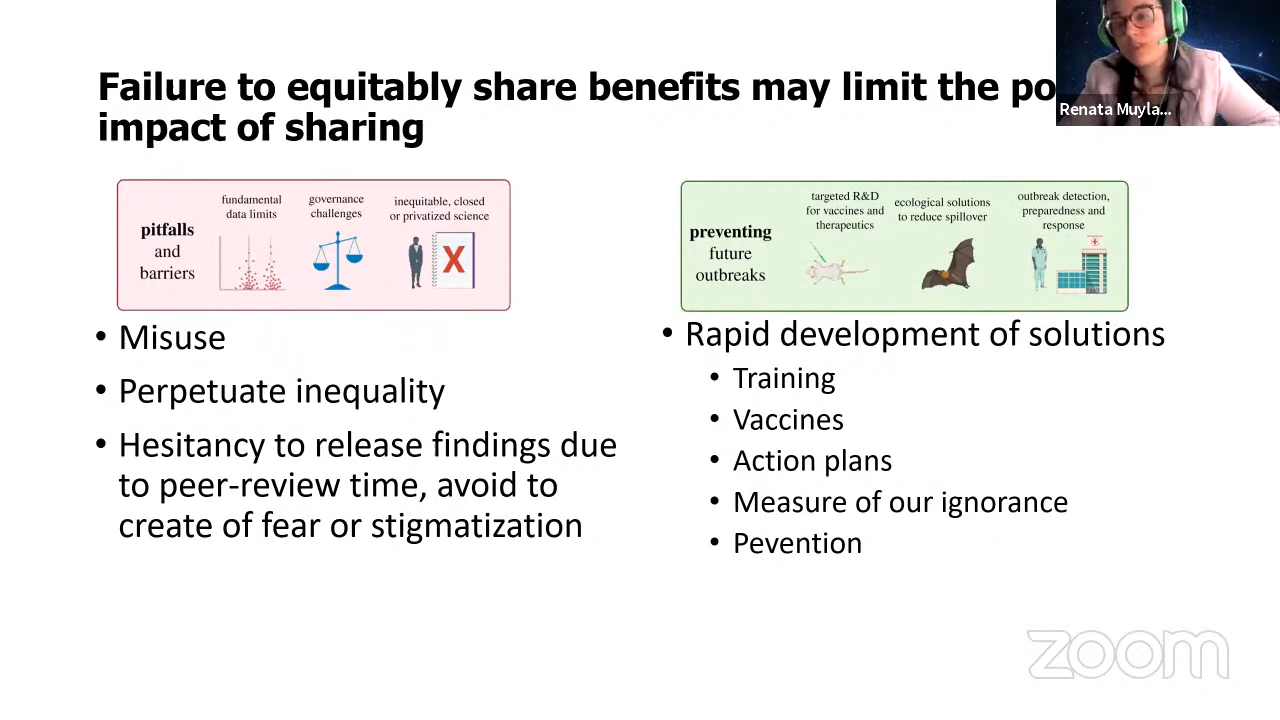 Failure to equitably share benefits may limit the po
impact of sharing
Renata Muyla...
pitfalls
and
barriers
fundamental
data limits
governance
challenges
inequitable, closed
or privatized science
X
preventing
future
outbreaks
targeted R&D
for vaccines and
therapeutics
ecological solutions
to reduce spillover
outbreak detection,
preparedness and
response
• Misuse
• Perpetuate inequality
• Hesitancy to release findings due
to peer-review time, avoid to
create of fear or stigmatization
• Rapid development of solutions
• Training
• Vaccines
• Action plans
• Measure of our ignorance
• Pevention
zoom